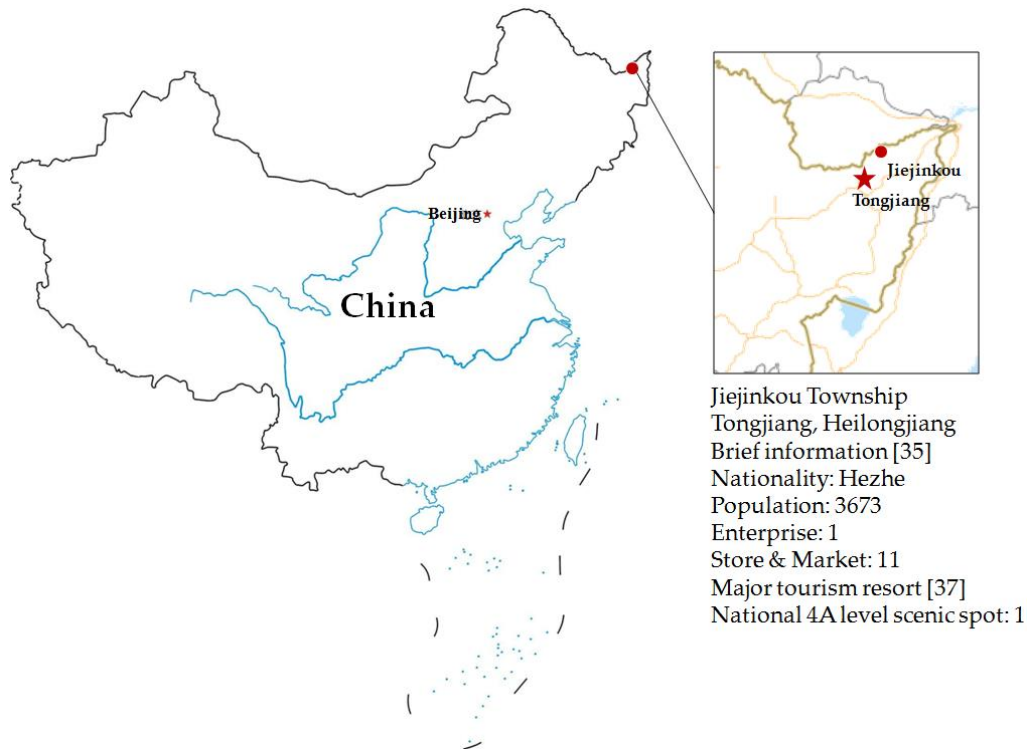 Beijing
China
Jiejinkou
Tongjiang
Jiejinkou Township
Tongjiang, Heilongjiang
Brief information [35]
Nationality: Hezhe
Population: 3673
Enterprise: 1
Store & Market: 11
Major tourism resort [37]
National 4A level scenic spot: 1